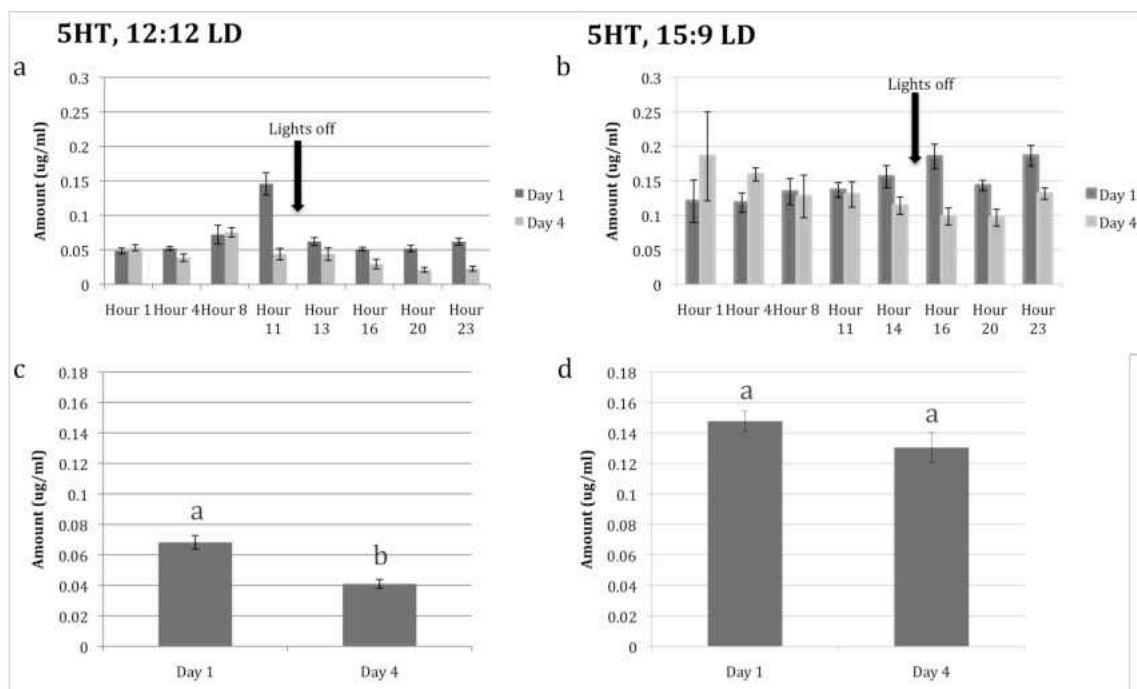 5HT, 12:12 LD
a
0.3
0.25
0.2
0.15
0.1
0.05
0
Amount (ug/ml)
Lights off
Day 1
Day 4
Hour 1 Hour 4 Hour 8 Hour Hour Hour Hour Hour
11 13 16 20 23
5HT, 15:9 LD
b
0.3
0.25
0.2
0.15
0.1
0.05
0
Amount (ug/ml)
Lights off
Day 1
Day 4
Hour 1 Hour 4 Hour 8 Hour Hour Hour Hour Hour
11 14 16 20 23
c
0.18
0.16
0.14
0.12
0.1
0.08
0.06
0.04
0.02
0
Amount (ug/ml)
a
b
Day 1 Day 4
d
0.18
0.16
0.14
0.12
0.1
0.08
0.06
0.04
0.02
0
Amount (ug/ml)
a
a
Day 1 Day 4